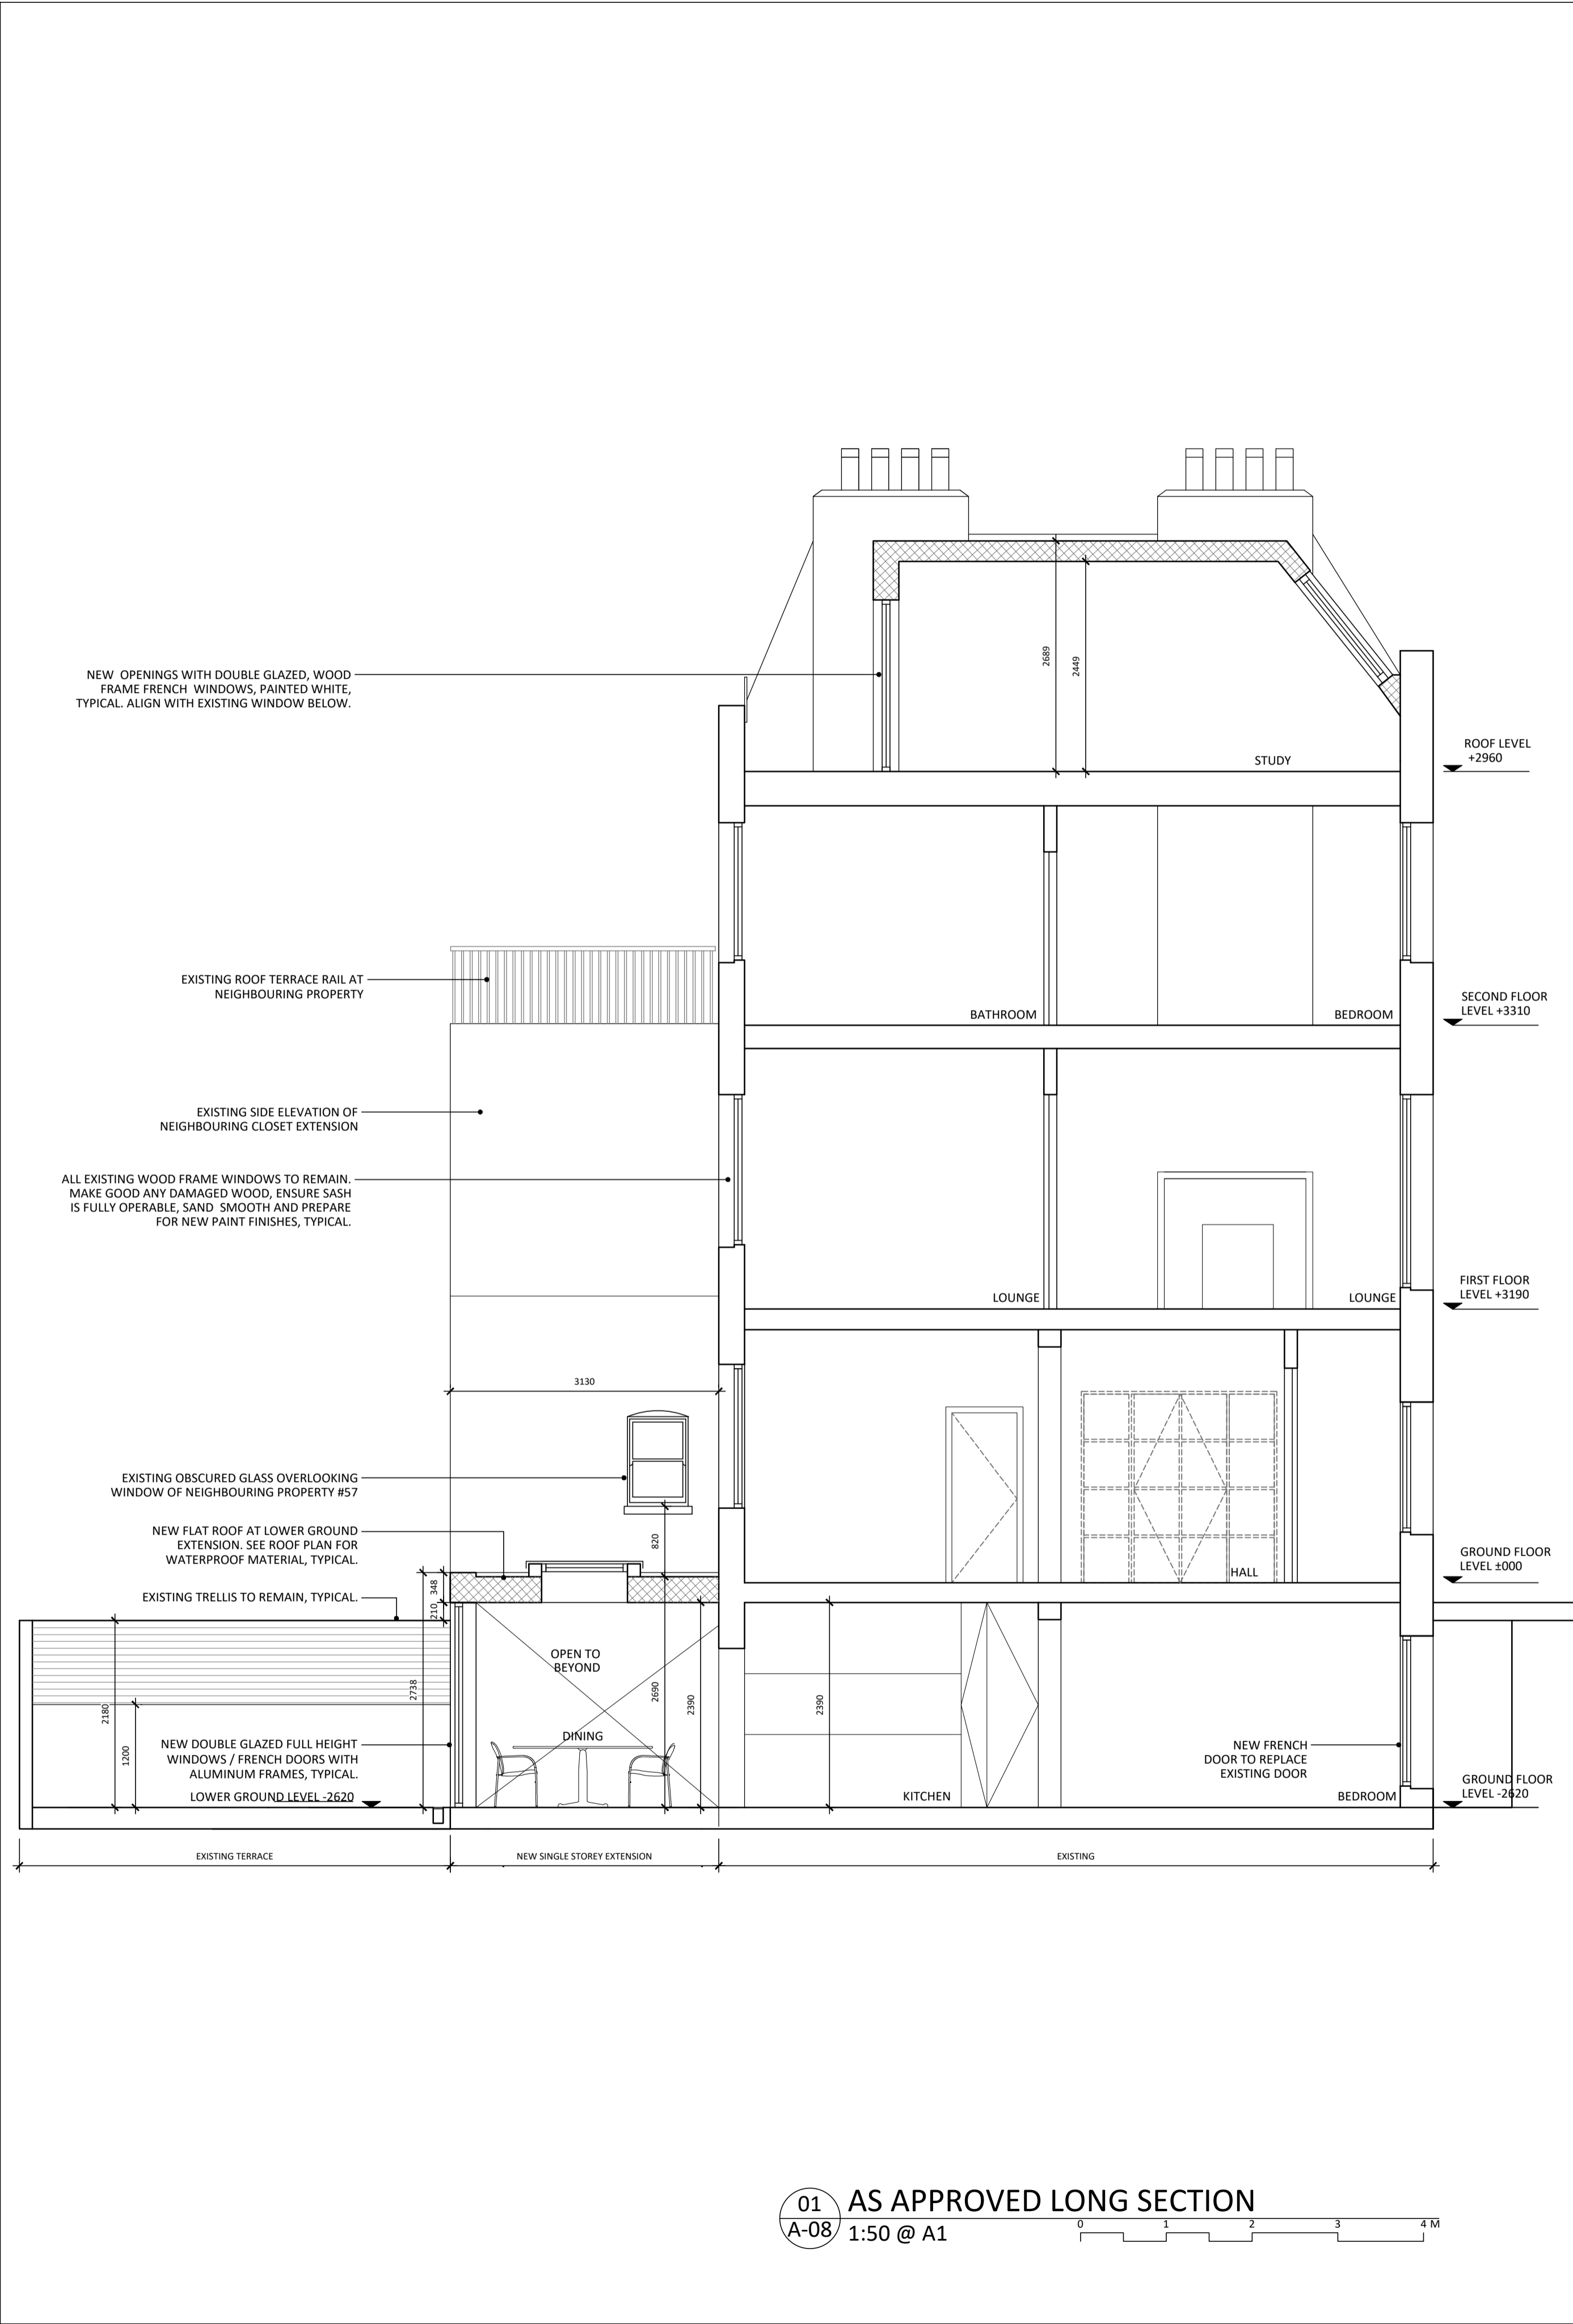 2689
2449
NEW OPENINGS WITH DOUBLE GLAZED, WOOD
FRAME FRENCH WINDOWS, PAINTED WHITE,
TYPICAL. ALIGN WITH EXISTING WINDOW BELOW.
ROOF LEVEL
+2960
STUDY
EXISTING ROOF TERRACE RAIL AT
NEIGHBOURING PROPERTY
BATHROOM
BEDROOM
SECOND FLOOR
LEVEL +3310
EXISTING SIDE ELEVATION OF
NEIGHBOURING CLOSET EXTENSION
ALL EXISTING WOOD FRAME WINDOWS TO REMAIN.
MAKE GOOD ANY DAMAGED WOOD, ENSURE SASH
IS FULLY OPERABLE, SAND SMOOTH AND PREPARE
FOR NEW PAINT FINISHES, TYPICAL.
LOUNGE
LOUNGE
FIRST FLOOR
LEVEL +3190
3130
EXISTING OBSCURED GLASS OVERLOOKING
WINDOW OF NEIGHBOURING PROPERTY #57
NEW FLAT ROOF AT LOWER GROUND
EXTENSION. SEE ROOF PLAN FOR
WATERPROOF MATERIAL, TYPICAL.
820
HALL
GROUND FLOOR
LEVEL ±000
EXISTING TRELLIS TO REMAIN, TYPICAL.
348
210
OPEN TO
BEYOND
2180
1200
2738
2690
2390
2390
DINING
NEW DOUBLE GLAZED FULL HEIGHT
WINDOWS / FRENCH DOORS WITH
ALUMINUM FRAMES, TYPICAL.
NEW FRENCH
DOOR TO REPLACE
EXISTING DOOR
LOWER GROUND LEVEL -2620
KITCHEN
BEDROOM
GROUND FLOOR
LEVEL -2620
EXISTING TERRACE
NEW SINGLE STOREY EXTENSION
EXISTING
01
A-08
AS APPROVED LONG SECTION
1:50 @ A1
0 1 2 3 4 M